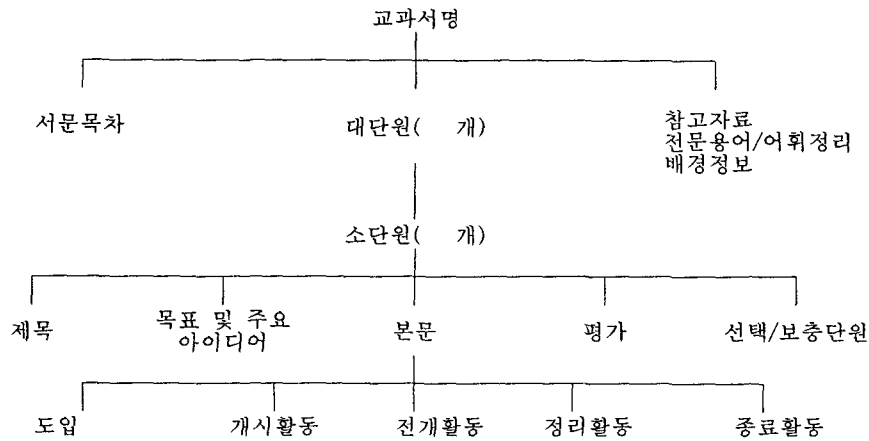 교과서명
서문목차
대단원( 개)
참고자료
전문용어/어휘정리
배경정보
소단원( 개)
제목
목표 및 주요
아이디어
본문
평가
선택/보충단원
도입
개시활동
전개활동
정리활동
종료활동